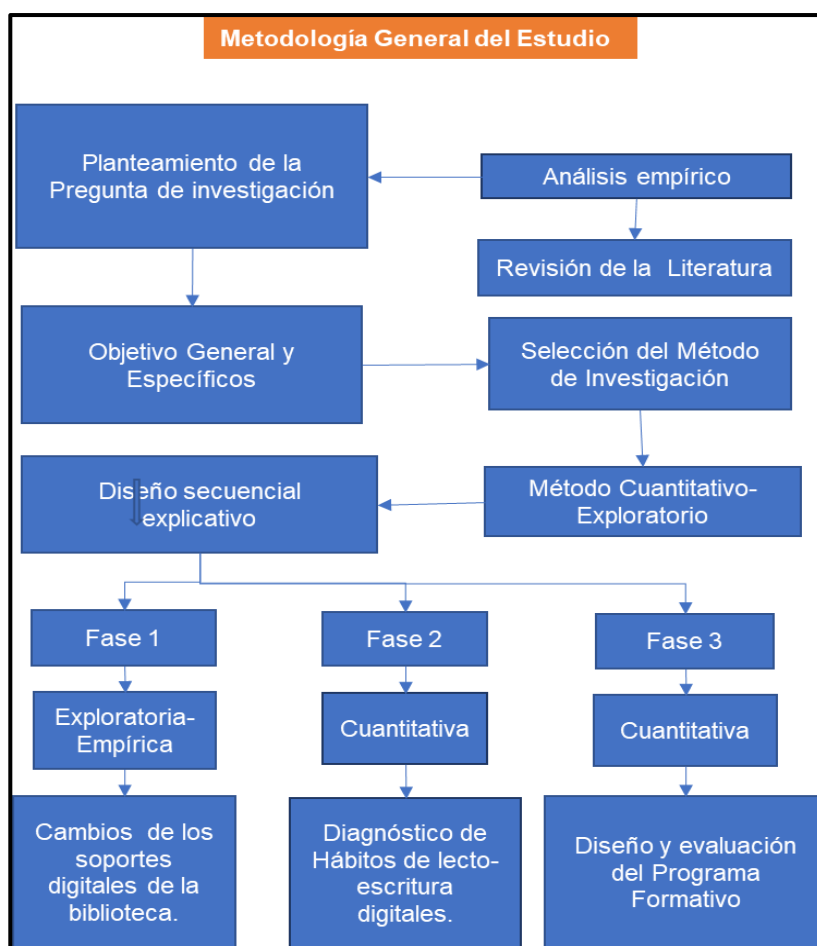 Metodología General del Estudio
Planteamiento de la
Pregunta de investigación
Análisis empírico
Revisión de la Literatura
Objetivo General y
Específicos
Selección del Método
de Investigación
Diseño secuencial
explicativo
Método Cuantitativo-
Exploratorio
Fase 1
Fase 2
Fase 3
Exploratoria-
Empírica
Cuantitativa
Cuantitativa
Cambios de los
soportes
digitales de la
biblioteca.
Diagnóstico de
Hábitos de lecto-
escritura
digitales.
Diseño y evaluación
del Programa
Formativo